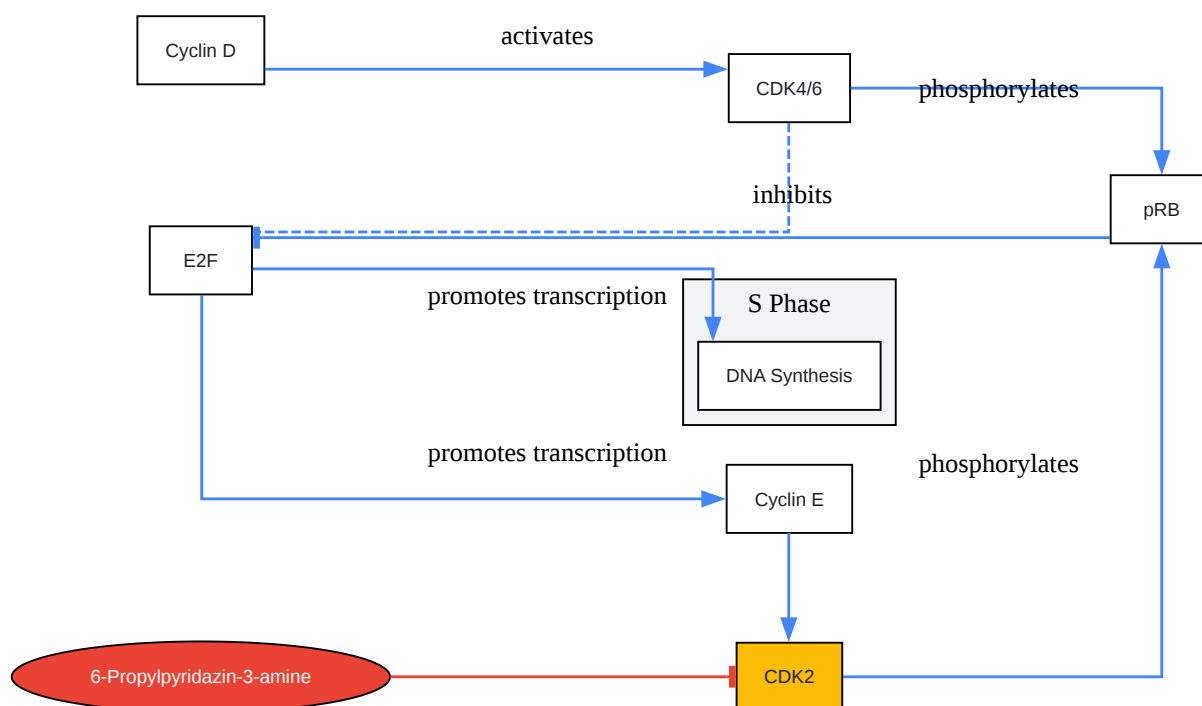 Cyclin D
activates
CDK4/6
phosphorylates
pRB
inhibits
E2F
promotes transcription
S Phase
DNA Synthesis
promotes transcription
phosphorylates
Cyclin E
6-Propylpyridazin-3-amine
CDK2